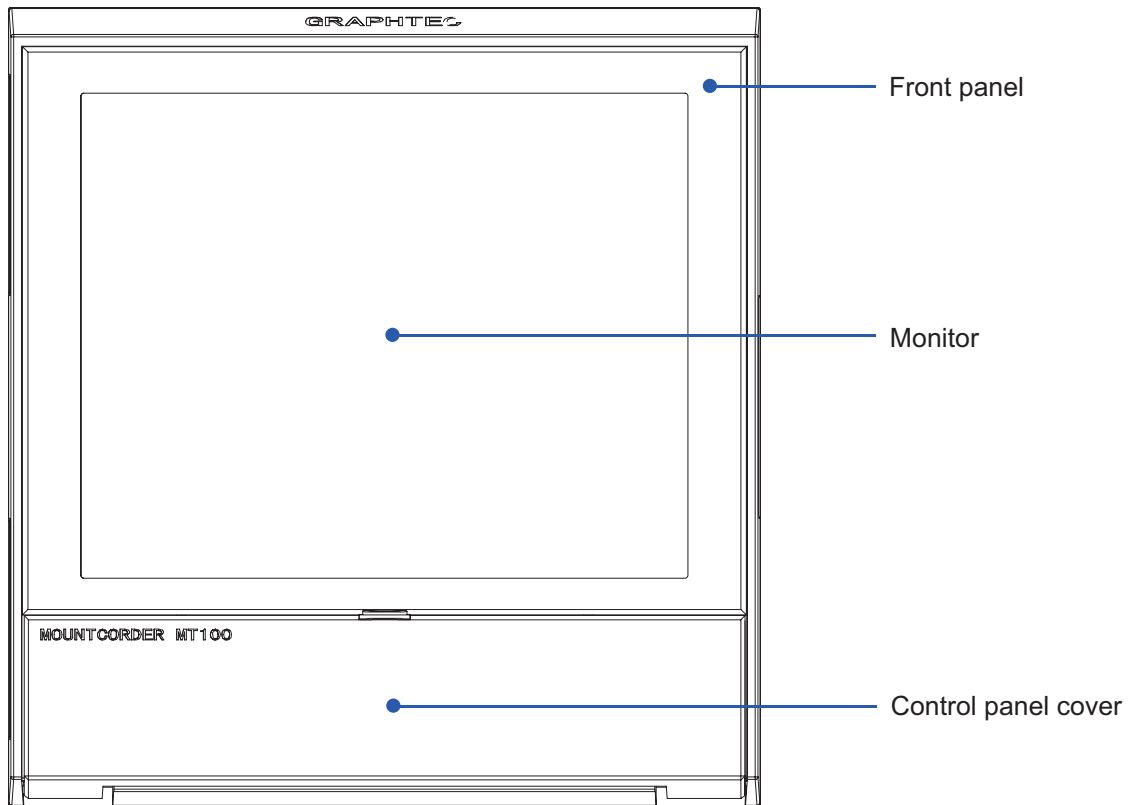 GRAPHTEC
Front panel
Monitor
MOUNTCORDER MT100
Control panel cover